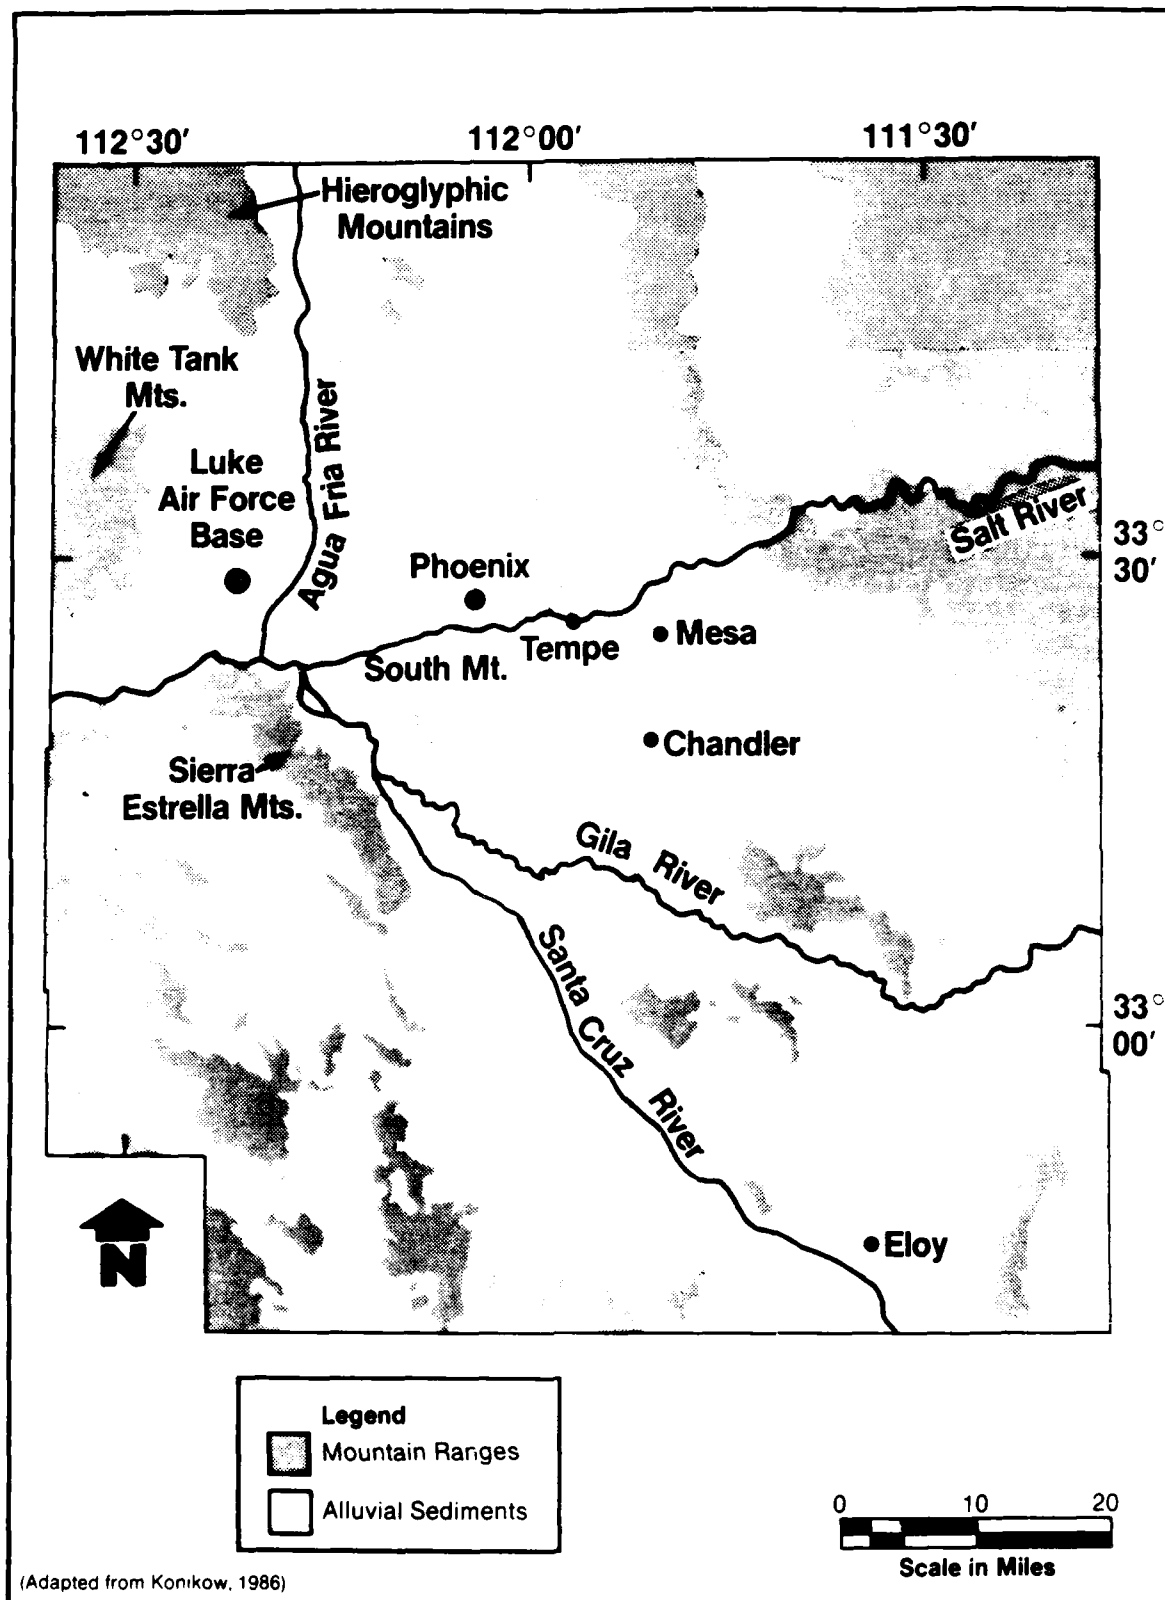 112°30′ 112°00′ 111°30′
Hieroglyphic
Mountains
White Tank
Mts.
Luke
Air Force
Base
Agua Fria River
Salt River
33°
30′
Phoenix
Tempe
Mesa
South Mt.
Chandler
Sierra
Estrella Mts.
Gila River
Santa Cruz River
33°
00′
Eloy
N
Legend
Mountain Ranges
Alluvial Sediments
0 10 20
Scale in Miles
(Adapted from Konikow, 1986)